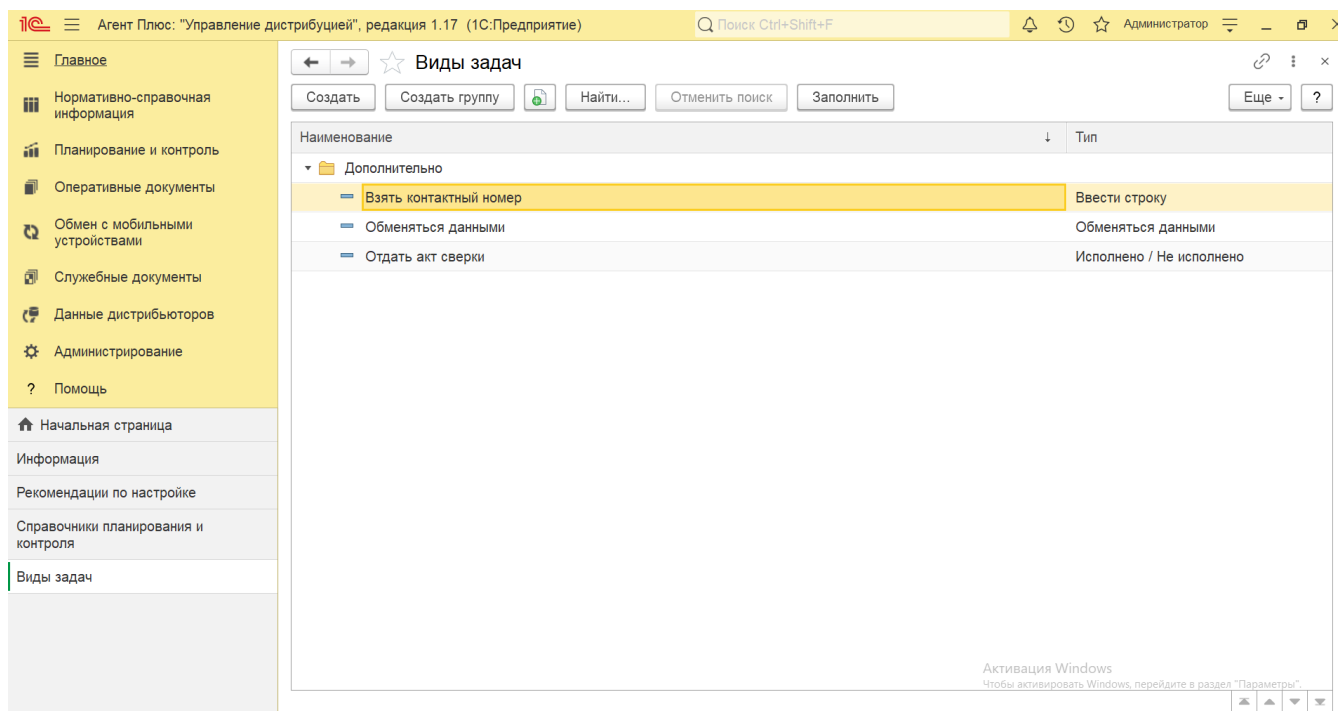 1С Агент Плюс: "Управление дистрибуцией", редакция 1.17 (1С:Предприятие)
Поиск Ctrl+Shift+F
Администратор
Главное
Нормативно-справочная
информация
Планирование и контроль
Оперативные документы
Обмен с мобильными
устройствами
Служебные документы
Данные дистрибьюторов
Администрирование
? Помощь
Начальная страница
Информация
Рекомендации по настройке
Справочники планирования и
контроля
Виды задач
Виды задач
Создать Создать группу Найти... Отменить поиск Заполнить Еще ?
Наименование ↓ Тип
Дополнительно
Взять контактный номер Ввести строку
Обменяться данными Обменяться данными
Отдать акт сверки Исполнено / Не исполнено
Активация Windows
Чтобы активировать Windows, перейдите в раздел "Параметры".